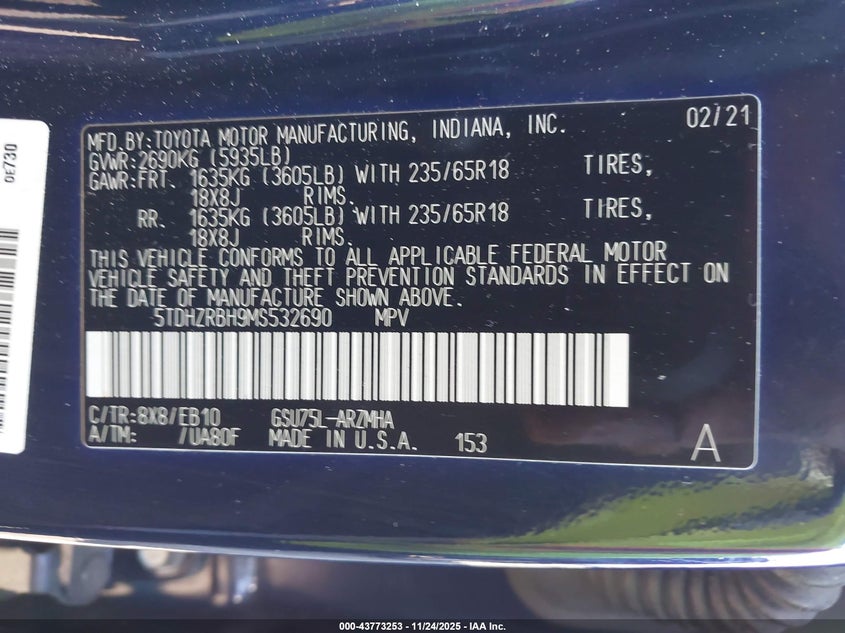 MFD.BY:TOYOTA MOTOR MANUFACTURING, INDIANA, INC. 02/21
GVWR:2690KG (5935LB)
GAWR:FRT. 1635KG (3605LB) WITH 235/65R18 TIRES,
18X8J RIMS.
RR. 1635KG (3605LB) WITH 235/65R18 TIRES,
18X8J RIMS.
THIS VEHICLE CONFORMS TO ALL APPLICABLE FEDERAL MOTOR
VEHICLE SAFETY AND THEFT PREVENTION STANDARDS IN EFFECT ON
THE DATE OF MANUFACTURE SHOWN ABOVE.
5TDHZRBH9MS532690 MPV
C/TR:8X8/EB10 GSU75L-ARZMHA
A/TM: /UA80F MADE IN U.S.A. 153 A
0E730
000-43773253 - 11/24/2025 - IAA Inc.